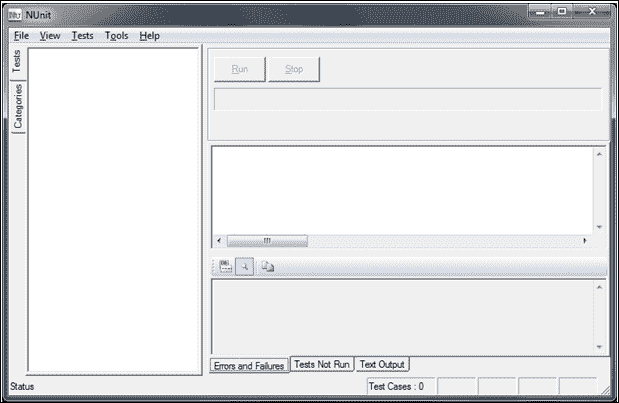 NUnit
File View Tests Tools Help
Tests
Categories
Run Stop
Errors and Failures Tests Not Run Text Output
Status Test Cases : 0